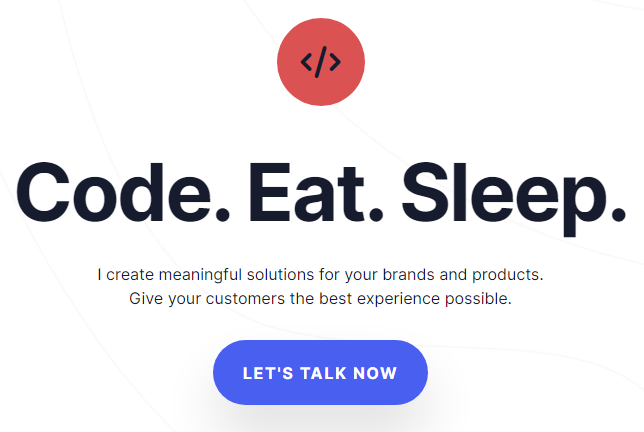 </>
Code. Eat. Sleep.
I create meaningful solutions for your brands and products.
Give your customers the best experience possible.
LET'S TALK NOW